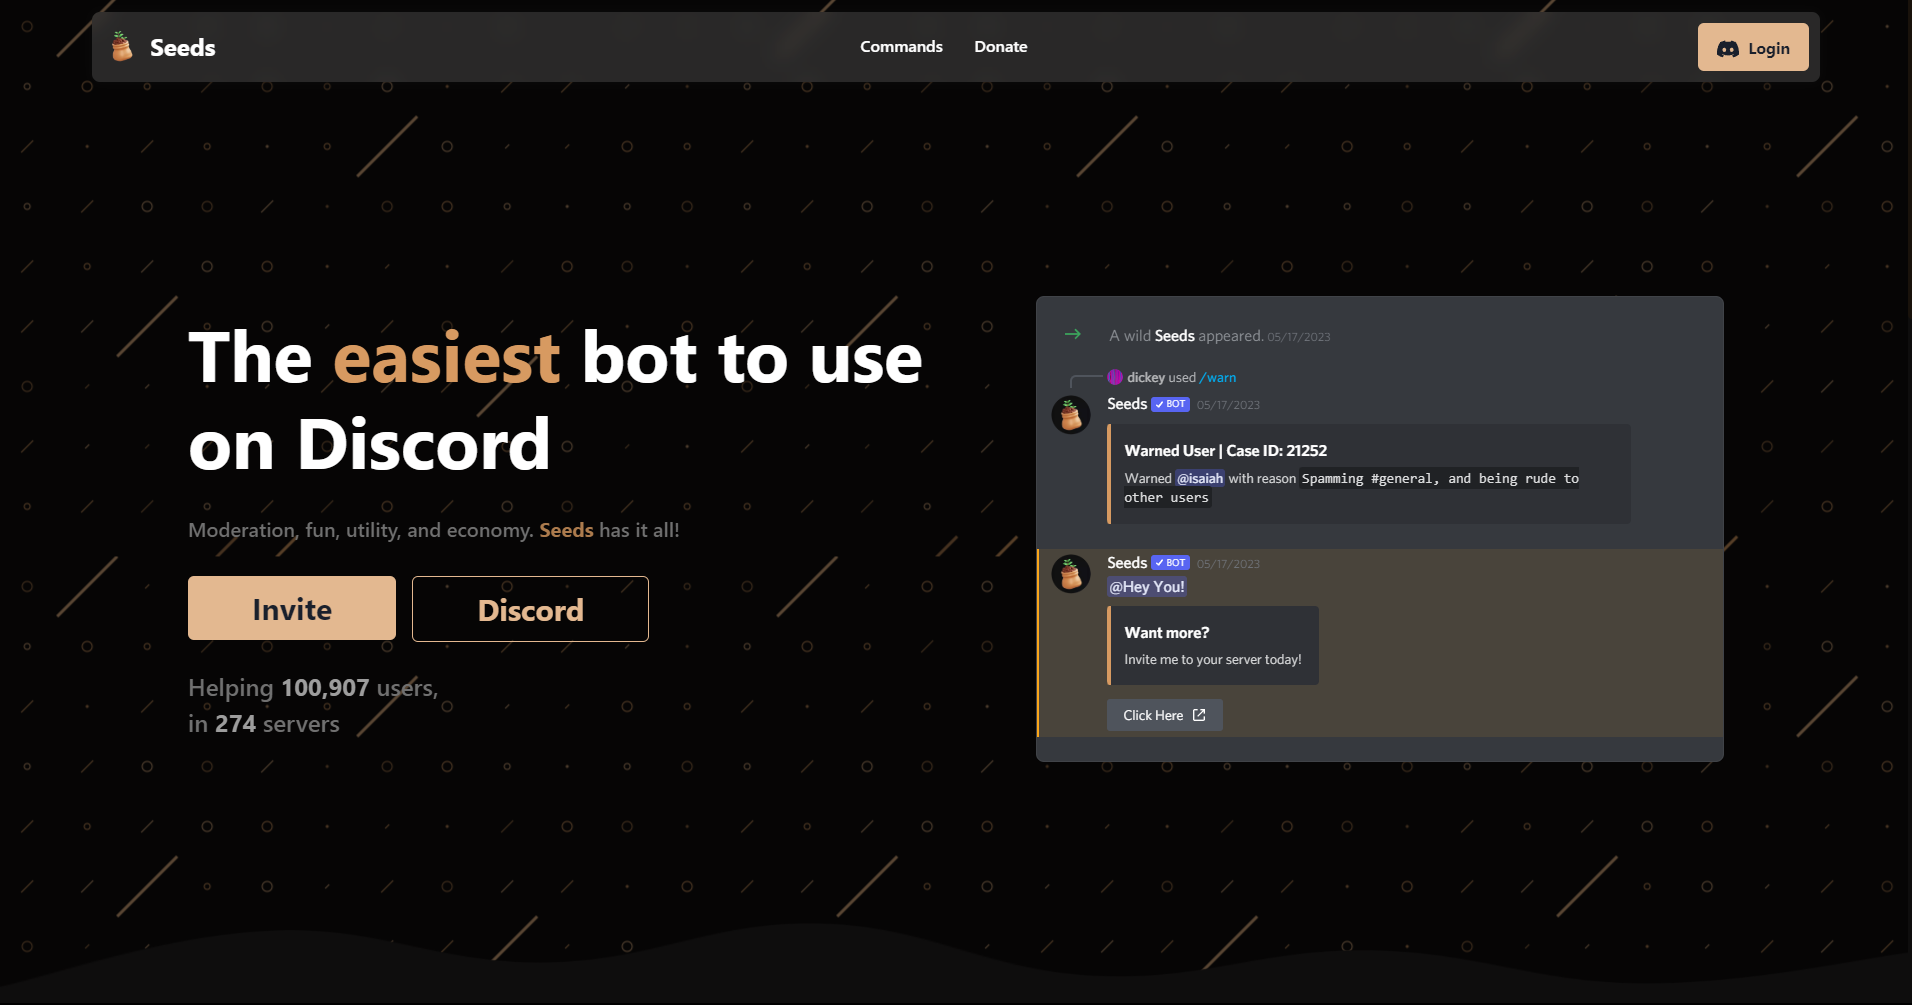 Seeds
Commands
Donate
Login
The easiest bot to use
on Discord
Moderation, fun, utility, and economy. Seeds has it all!
Invite
Discord
Helping 100,907 users,
in 274 servers
A wild Seeds appeared. 05/17/2023
dickey used /warn
Seeds BOT 05/17/2023
Warned User | Case ID: 21252
Warned @isaiah with reason Spamming #general, and being rude to
other users
Seeds BOT 05/17/2023
@Hey You!
Want more?
Invite me to your server today!
Click Here